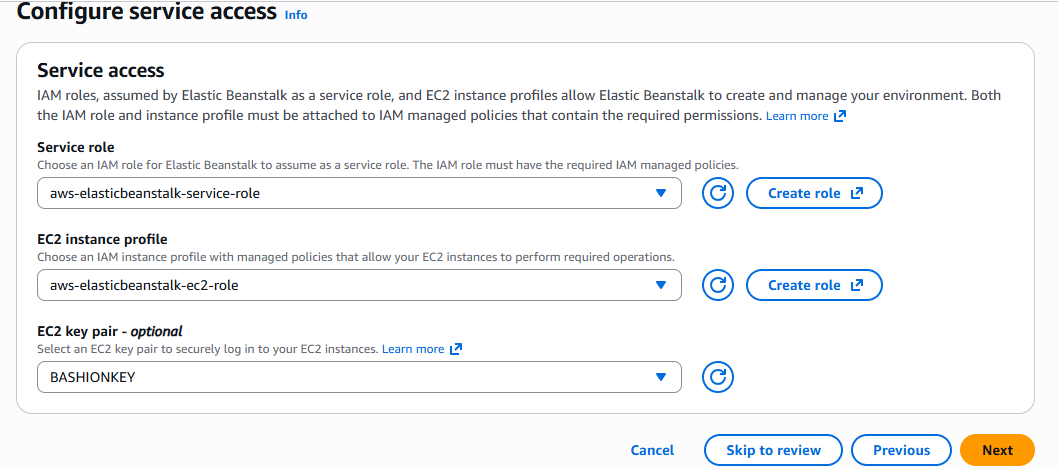 Configure service access Info
Service access
IAM roles, assumed by Elastic Beanstalk as a service role, and EC2 instance profiles allow Elastic Beanstalk to create and manage your environment. Both
the IAM role and instance profile must be attached to IAM managed policies that contain the required permissions. Learn more
Service role
Choose an IAM role for Elastic Beanstalk to assume as a service role. The IAM role must have the required IAM managed policies.
aws-elasticbeanstalk-service-role
Create role
EC2 instance profile
Choose an IAM instance profile with managed policies that allow your EC2 instances to perform required operations.
aws-elasticbeanstalk-ec2-role
Create role
EC2 key pair - optional
Select an EC2 key pair to securely log in to your EC2 instances. Learn more
BASHIONKEY
Cancel Skip to review Previous Next